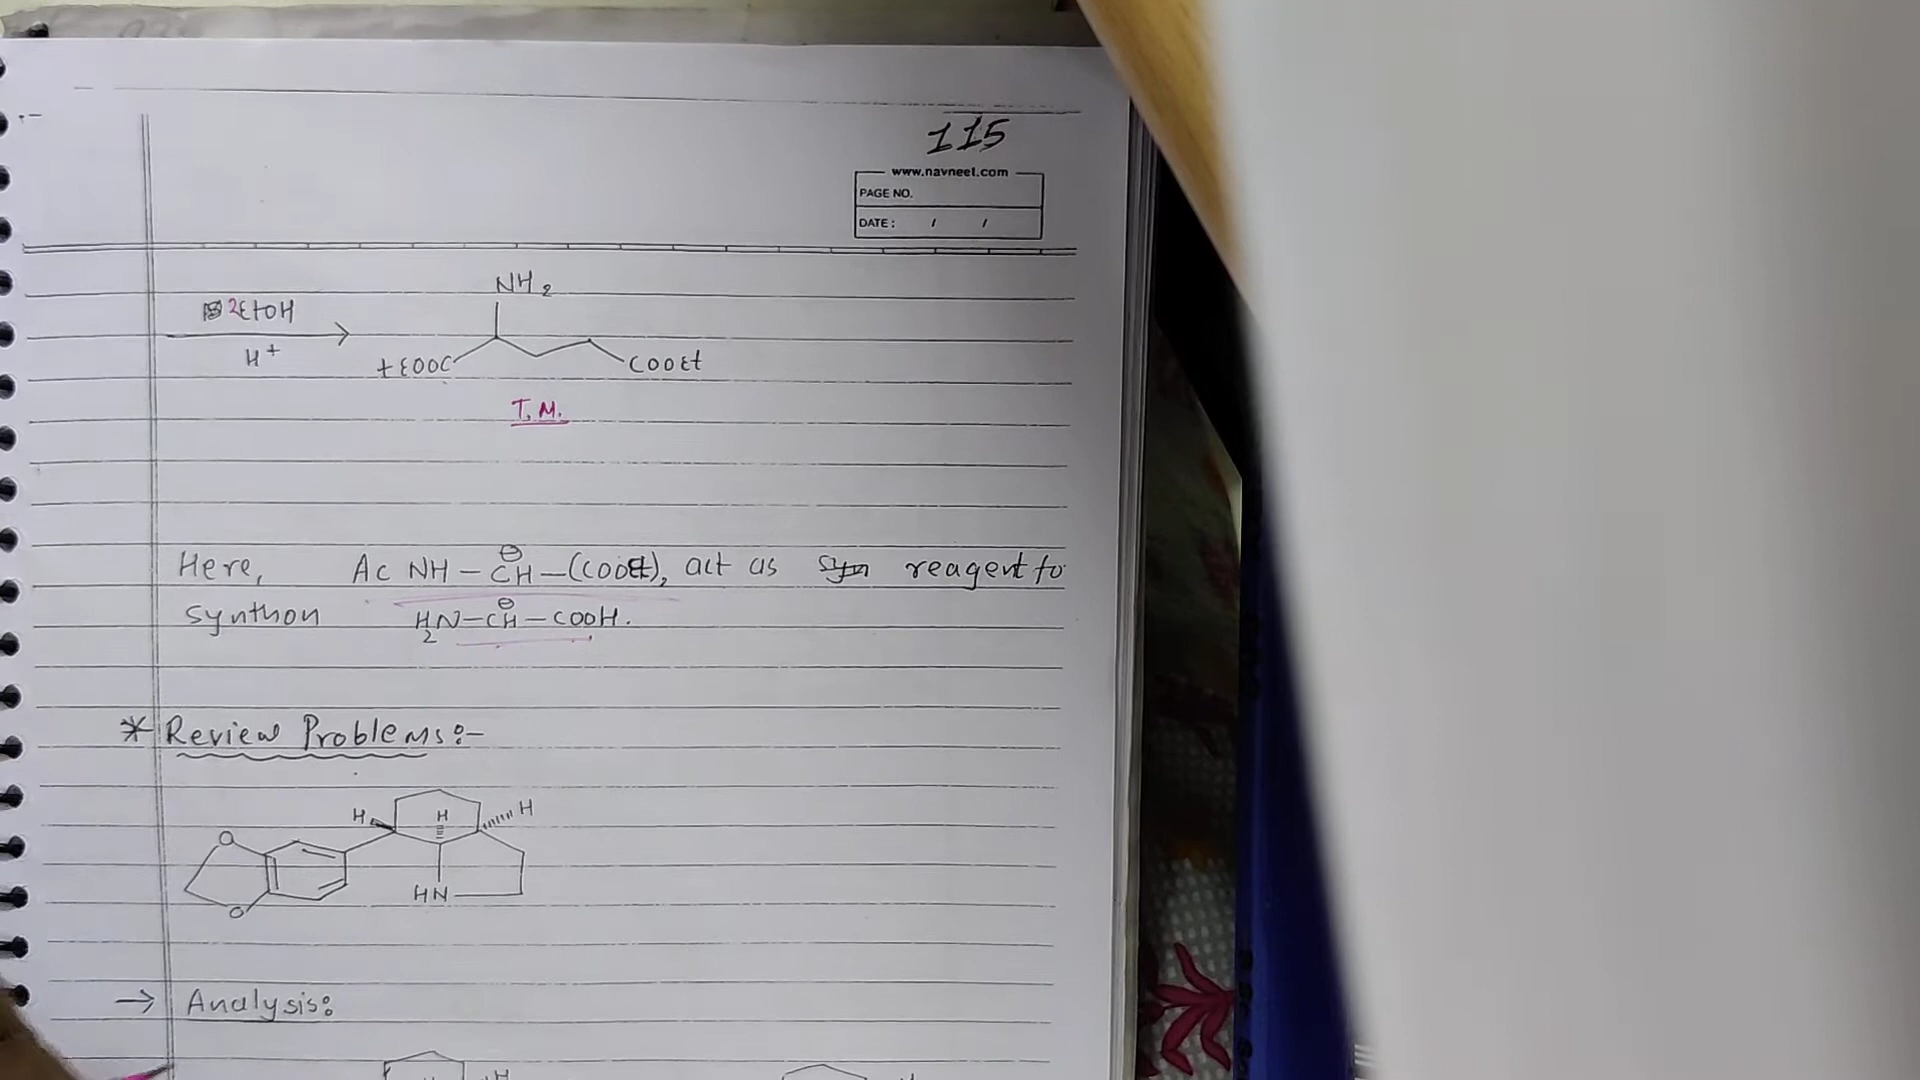 115
www.navneet.com
PAGE NO.
DATE: / /
NH2
2EtOH
H+
tEOOC
COOEt
T.M.
Here, AcNH-CH-(COOEt)2 act as reagent for
synthon H2N-CH-COOH.
* Review Problems:-
H H H
O
HN
O
→ Analysis:
H